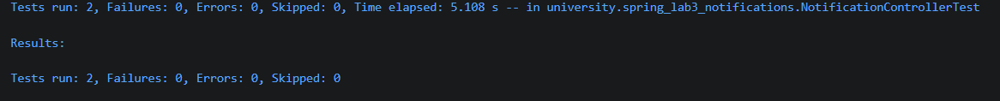 Tests run: 2, Failures: 0, Errors: 0, Skipped: 0, Time elapsed: 5.108 s -- in university.spring_lab3_notifications.NotificationControllerTest
Results:
Tests run: 2, Failures: 0, Errors: 0, Skipped: 0